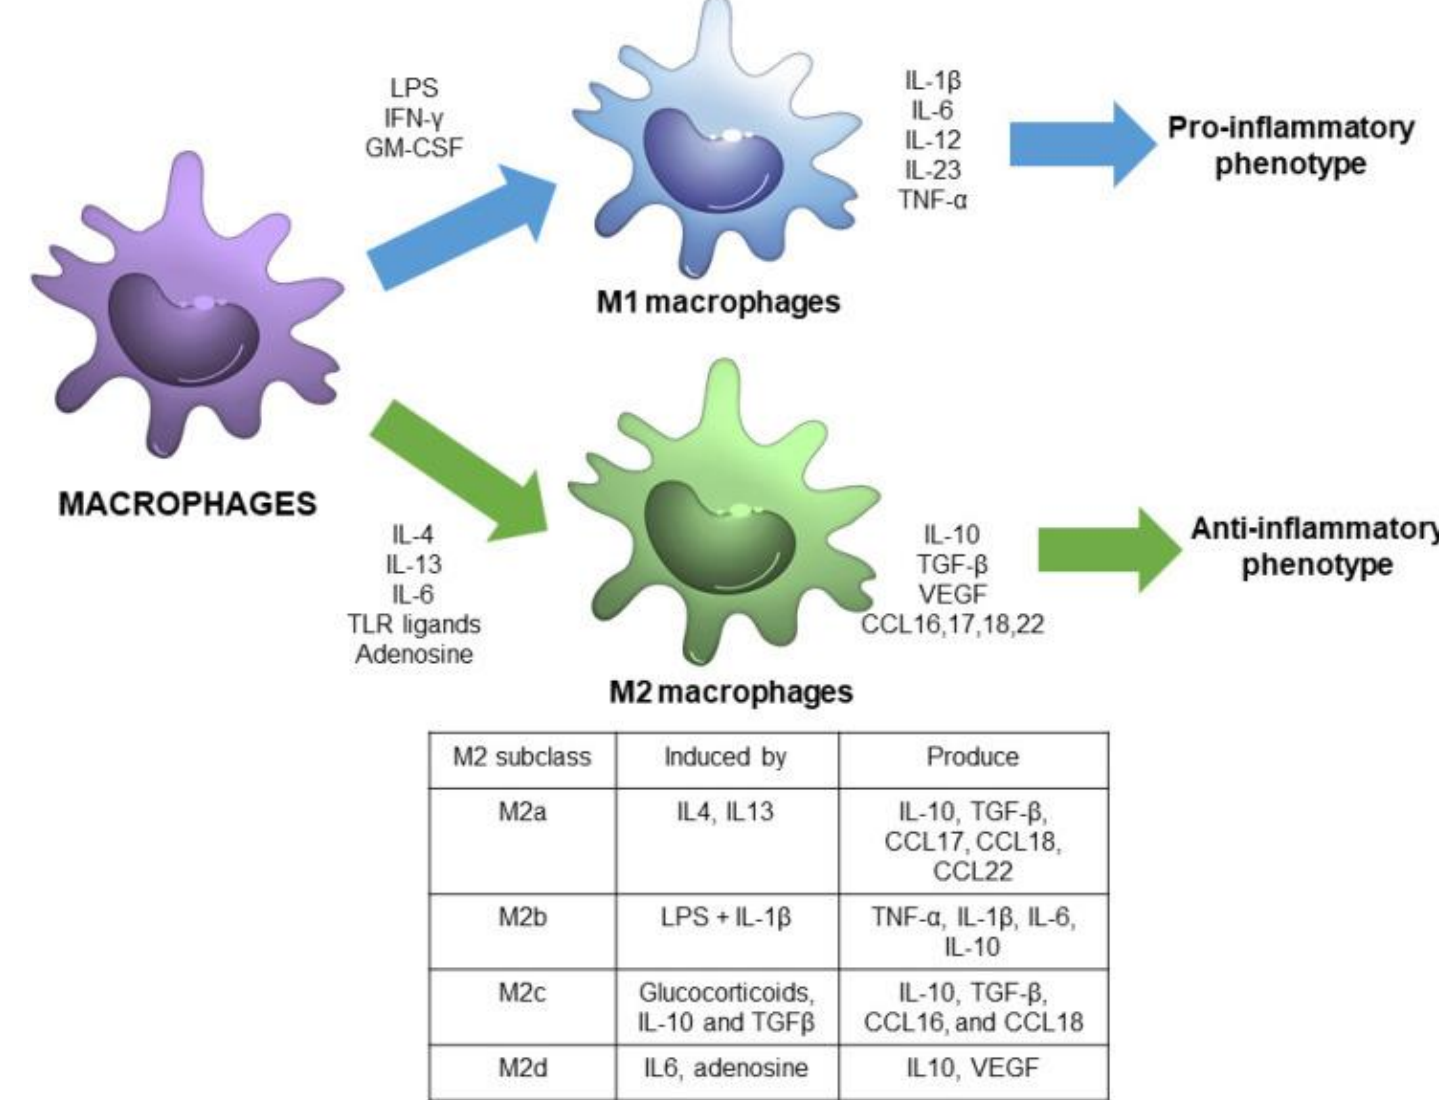 LPS
IFN-γ
GM-CSF
IL-1β
IL-6
IL-12
IL-23
TNF-α
Pro-inflammatory
phenotype
M1 macrophages
MACROPHAGES
IL-4
IL-13
IL-6
TLR ligands
Adenosine
IL-10
TGF-β
VEGF
CCL16,17,18,22
Anti-inflammatory
phenotype
M2 macrophages
M2 subclass
Induced by
Produce
M2a
IL4, IL13
IL-10, TGF-β,
CCL17, CCL18,
CCL22
M2b
LPS + IL-1β
TNF-α, IL-1β, IL-6,
IL-10
M2c
Glucocorticoids,
IL-10 and TGFβ
IL-10, TGF-β,
CCL16, and CCL18
M2d
IL6, adenosine
IL10, VEGF